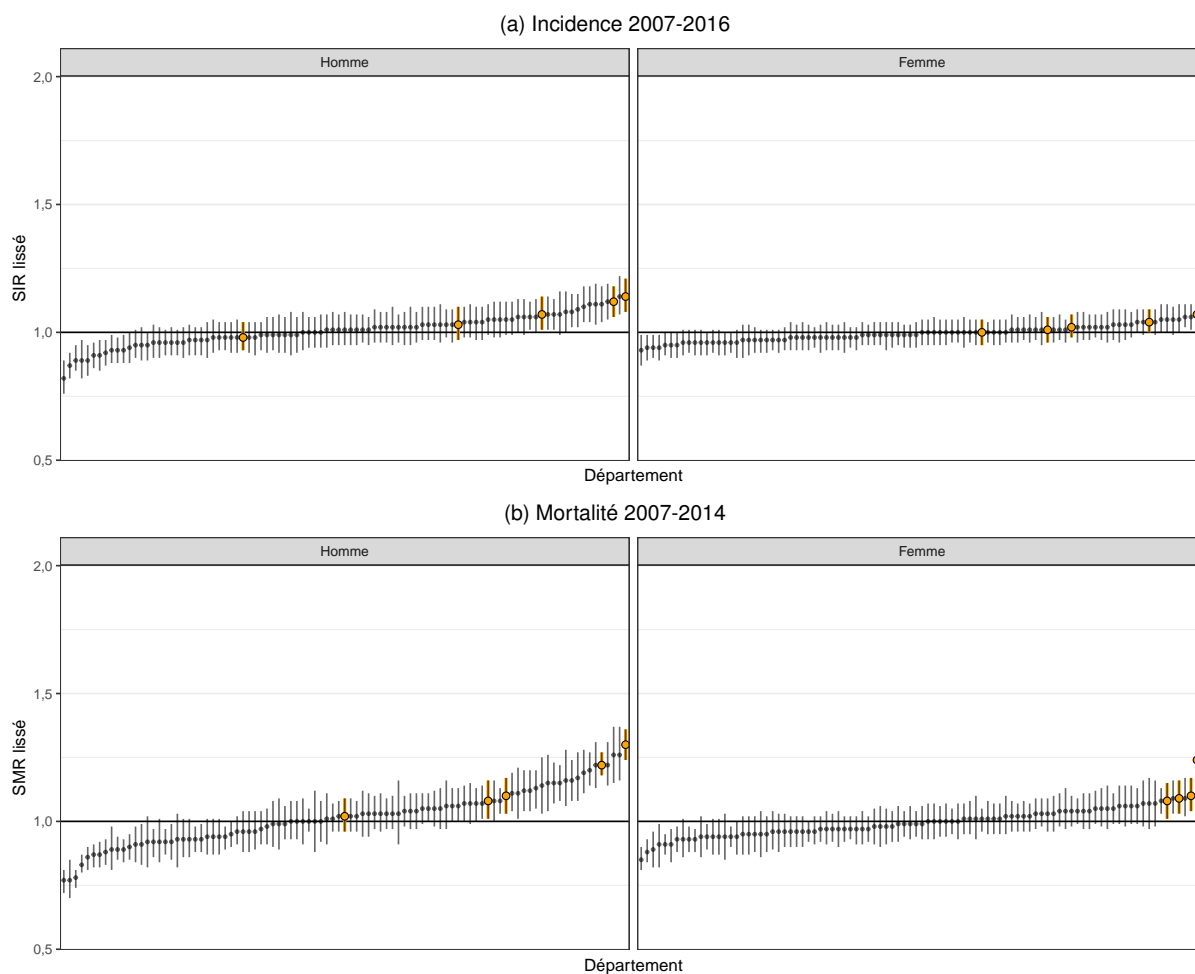 (a) Incidence 2007-2016
Homme
Femme
2,0
1,5
1,0
0,5
SIR lissé
Département
(b) Mortalité 2007-2014
Homme
Femme
2,0
1,5
1,0
0,5
SMR lissé
Département